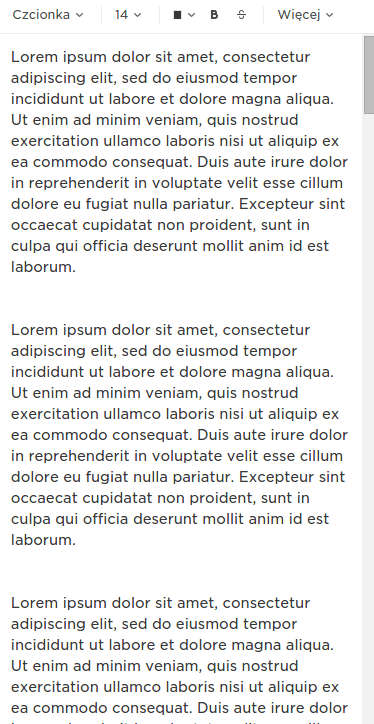 Czcionka 14 B S Więcej
Lorem ipsum dolor sit amet, consectetur
adipiscing elit, sed do eiusmod tempor
incididunt ut labore et dolore magna aliqua.
Ut enim ad minim veniam, quis nostrud
exercitation ullamco laboris nisi ut aliquip ex
ea commodo consequat. Duis aute irure dolor
in reprehenderit in voluptate velit esse cillum
dolore eu fugiat nulla pariatur. Excepteur sint
occaecat cupidatat non proident, sunt in
culpa qui officia deserunt mollit anim id est
laborum.
Lorem ipsum dolor sit amet, consectetur
adipiscing elit, sed do eiusmod tempor
incididunt ut labore et dolore magna aliqua.
Ut enim ad minim veniam, quis nostrud
exercitation ullamco laboris nisi ut aliquip ex
ea commodo consequat. Duis aute irure dolor
in reprehenderit in voluptate velit esse cillum
dolore eu fugiat nulla pariatur. Excepteur sint
occaecat cupidatat non proident, sunt in
culpa qui officia deserunt mollit anim id est
laborum.
Lorem ipsum dolor sit amet, consectetur
adipiscing elit, sed do eiusmod tempor
incididunt ut labore et dolore magna aliqua.
Ut enim ad minim veniam, quis nostrud
exercitation ullamco laboris nisi ut aliquip ex
ea commodo consequat. Duis aute irure dolor